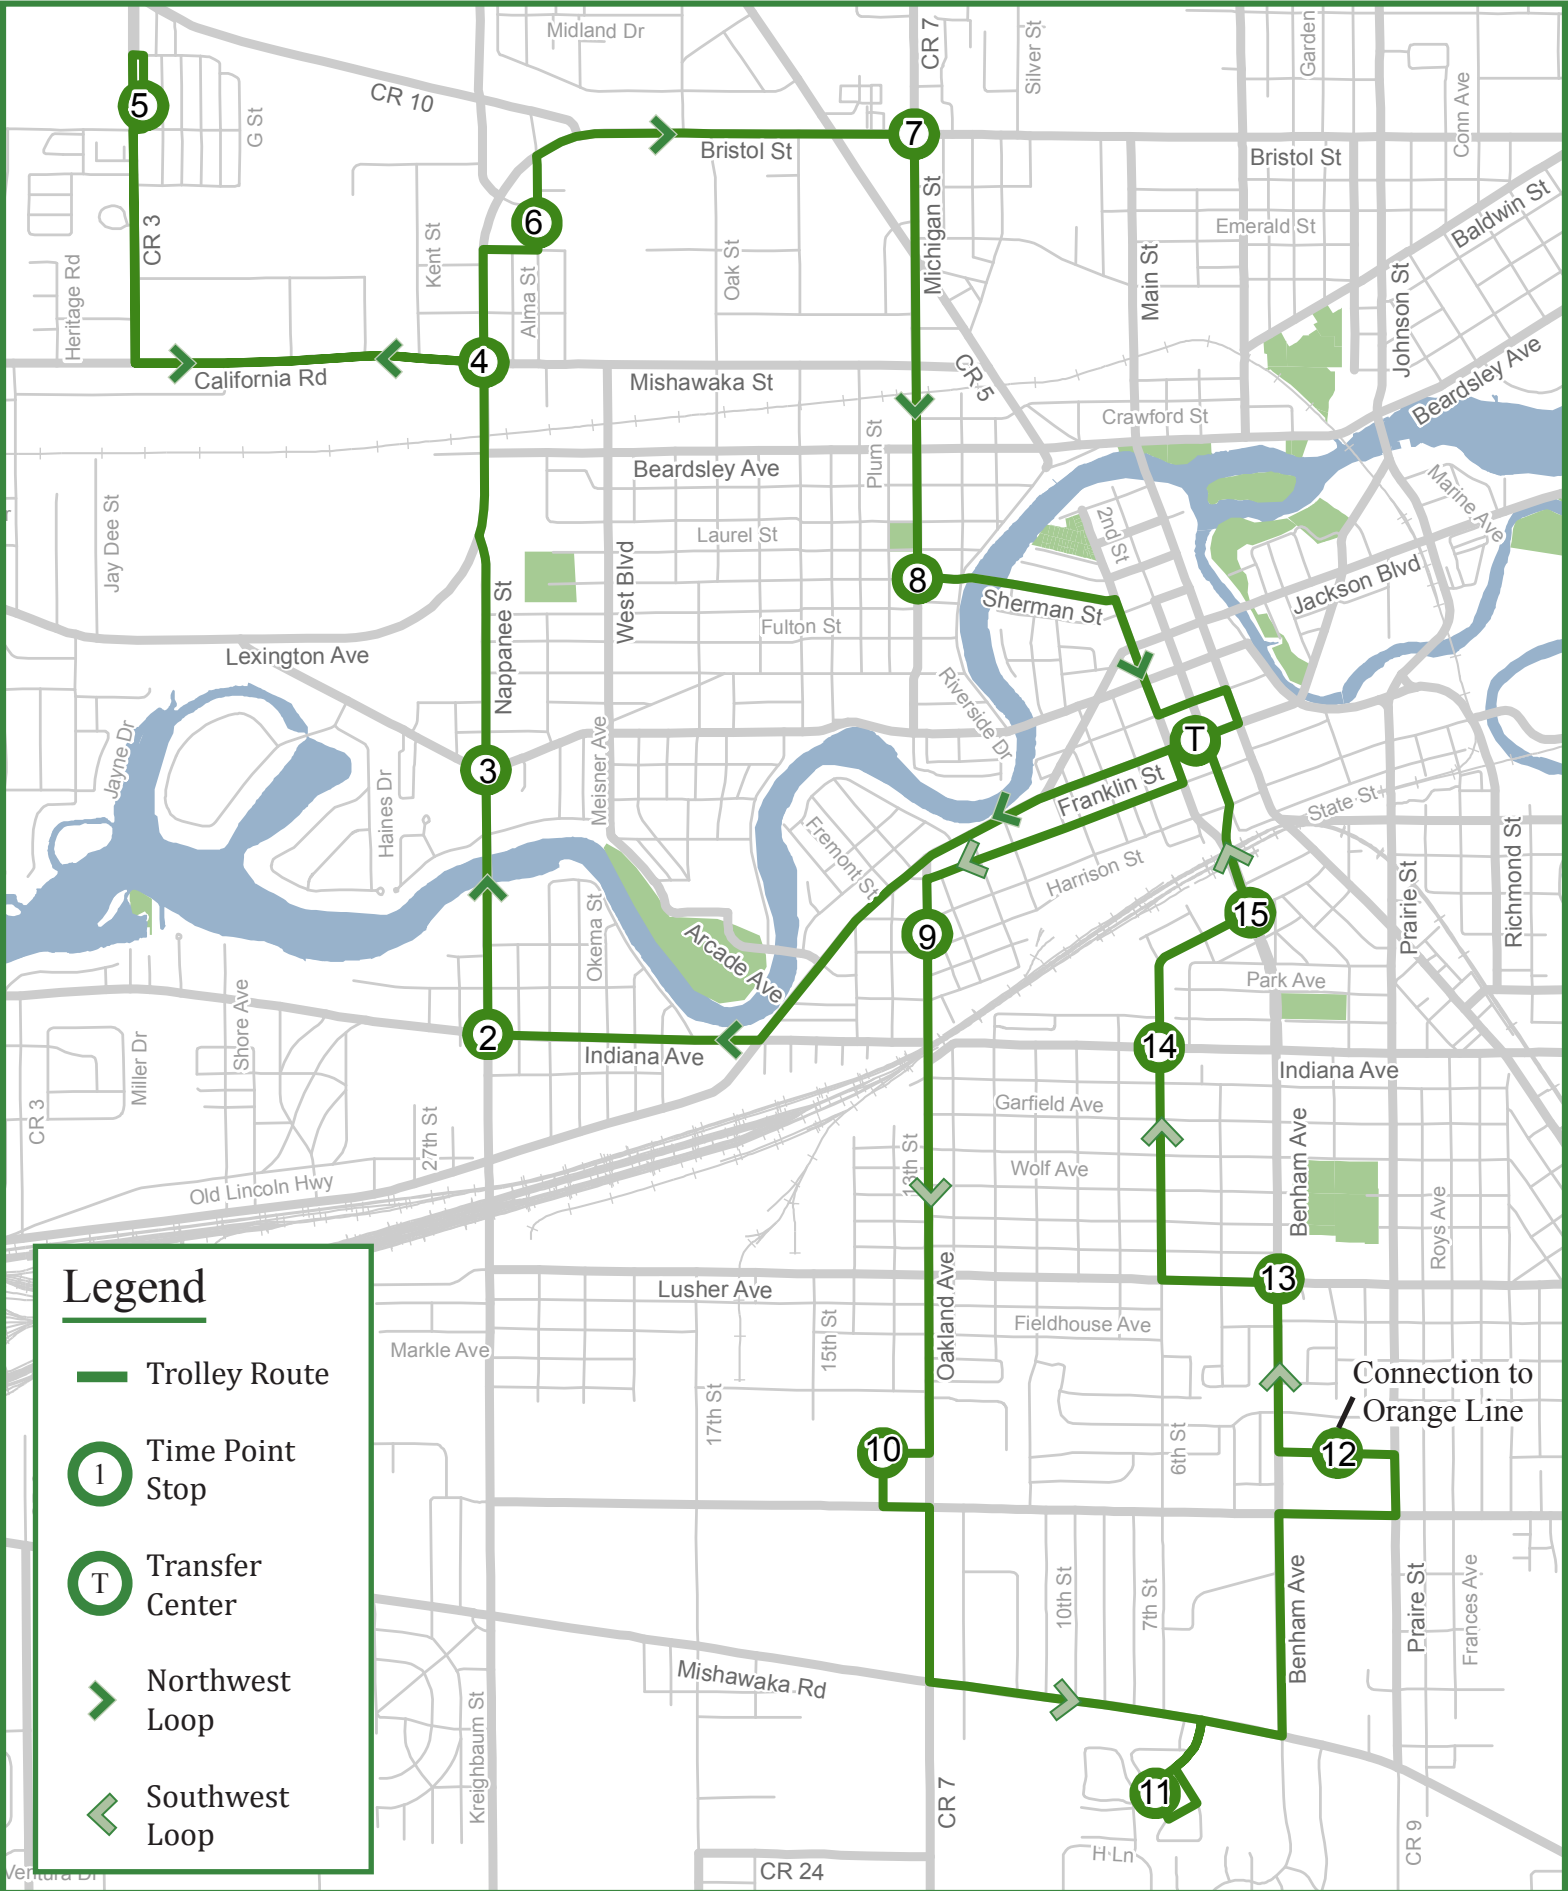 Midland Dr
CR 7
Silver St
Garden
5
CR 10
G St
Conn Ave
7
Bristol St
Bristol St
CR 3
6
Michigan St
Emerald St
Baldwin St
Heritage Rd
Kent St
Alma St
Oak St
Main St
Johnson St
4
California Rd
Mishawaka St
CR 5
Crawford St
Beardsley Ave
Beardsley Ave
Plum St
Marine Ave
Jay Dee St
Laurel St
2nd St
West Blvd
8
Sherman St
Jackson Blvd
Nappanee St
Fulton St
Lexington Ave
Riverside Dr
Jayne Dr
Meisner Ave
T
3
Franklin St
State St
Haines Dr
Fremont St
Harrison St
Prairie St
Richmond St
15
Okema St
Arcade Ave
9
Park Ave
Shore Ave
2
Indiana Ave
14
Indiana Ave
Miller Dr
CR 3
27th St
Garfield Ave
13th St
Wolf Ave
Benham Ave
Old Lincoln Hwy
Roys Ave
Lusher Ave
13
Oakland Ave
Fieldhouse Ave
Markle Ave
15th St
17th St
Connection to
Orange Line
10
6th St
12
10th St
7th St
Benham Ave
Praire St
Frances Ave
Mishawaka Rd
Kreighbaum St
11
CR 7
CR 9
H Ln
CR 24
Ventura Dr
Legend
Trolley Route
1
Time Point
Stop
T
Transfer
Center
Northwest
Loop
Southwest
Loop